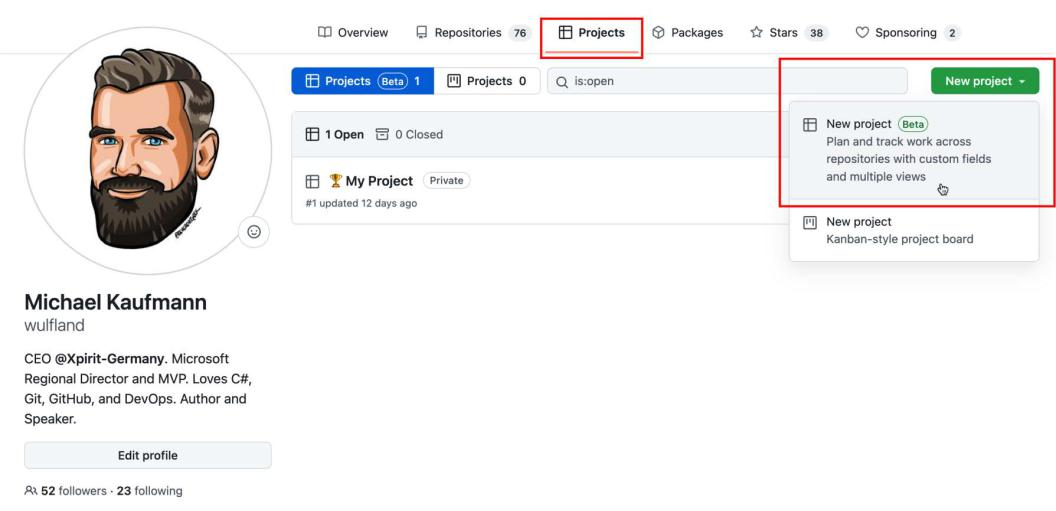 Overview Repositories 76 Projects Packages Stars 38 Sponsoring 2
Projects Beta 1 Projects 0 is:open New project
1 Open 0 Closed
My Project Private
#1 updated 12 days ago
New project Beta
Plan and track work across
repositories with custom fields
and multiple views
New project
Kanban-style project board
Michael Kaufmann
wulfland
CEO @Xpirit-Germany. Microsoft
Regional Director and MVP. Loves C#,
Git, GitHub, and DevOps. Author and
Speaker.
Edit profile
52 followers · 23 following